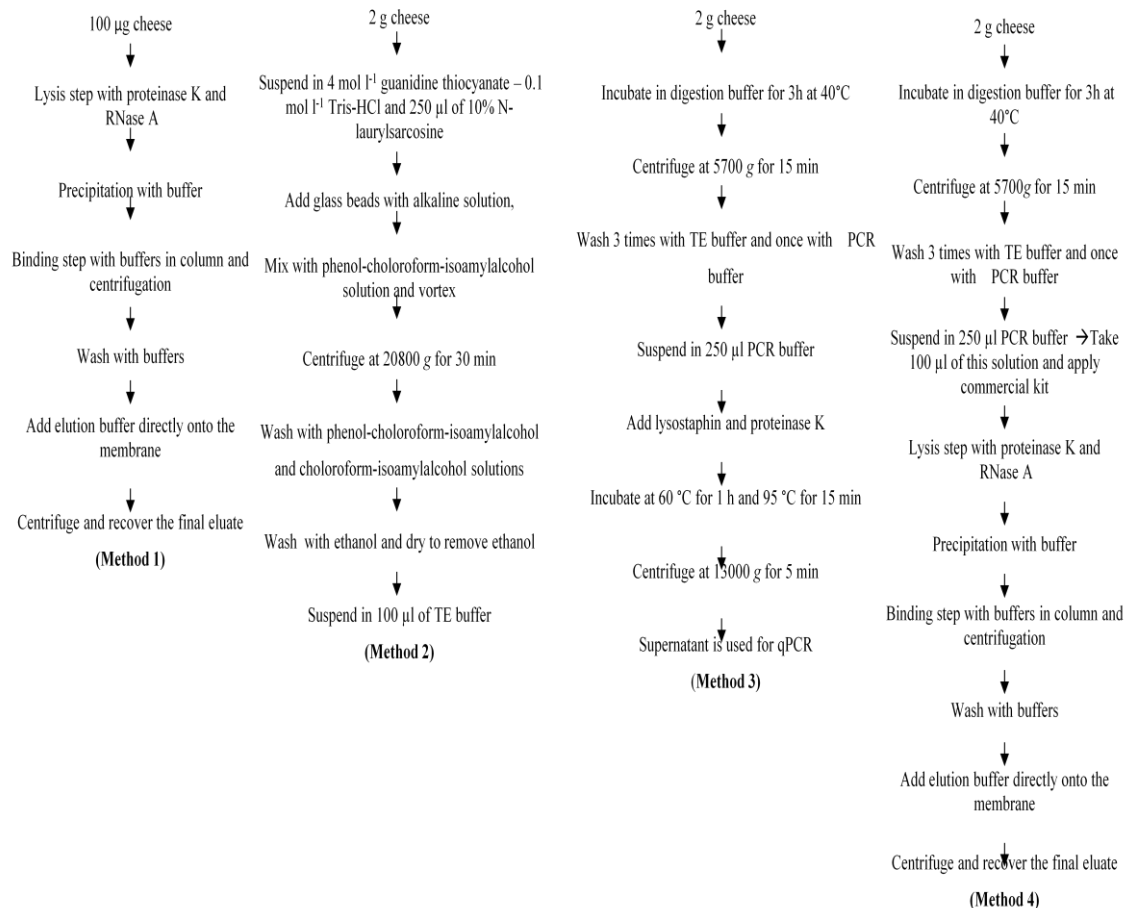 100 µg cheese
Lysis step with proteinase K and
RNase A
Precipitation with buffer
Binding step with buffers in column and
centrifugation
Wash with buffers
Add elution buffer directly onto the
membrane
Centrifuge and recover the final eluate
(Method 1)
2 g cheese
Suspend in 4 mol l-1 guanidine thiocyanate – 0.1
mol l-1 Tris-HCl and 250 µl of 10% N-
laurylsarcosine
Add glass beads with alkaline solution,
Mix with phenol-choloroform-isoamylalcohol
solution and vortex
Centrifuge at 20800 g for 30 min
Wash with phenol-choloroform-isoamylalcohol
and choloroform-isoamylalcohol solutions
Wash with ethanol and dry to remove ethanol
Suspend in 100 µl of TE buffer
(Method 2)
2 g cheese
Incubate in digestion buffer for 3h at 40°C
Centrifuge at 5700 g for 15 min
Wash 3 times with TE buffer and once with PCR
buffer
Suspend in 250 µl PCR buffer
Add lysostaphin and proteinase K
Incubate at 60 °C for 1 h and 95 °C for 15 min
Centrifuge at 13000 g for 5 min
Supernatant is used for qPCR
(Method 3)
2 g cheese
Incubate in digestion buffer for 3h at
40°C
Centrifuge at 5700g for 15 min
Wash 3 times with TE buffer and once
with PCR buffer
Suspend in 250 µl PCR buffer →Take
100 µl of this solution and apply
commercial kit
Lysis step with proteinase K and
RNase A
Precipitation with buffer
Binding step with buffers in column and
centrifugation
Wash with buffers
Add elution buffer directly onto the
membrane
Centrifuge and recover the final eluate
(Method 4)